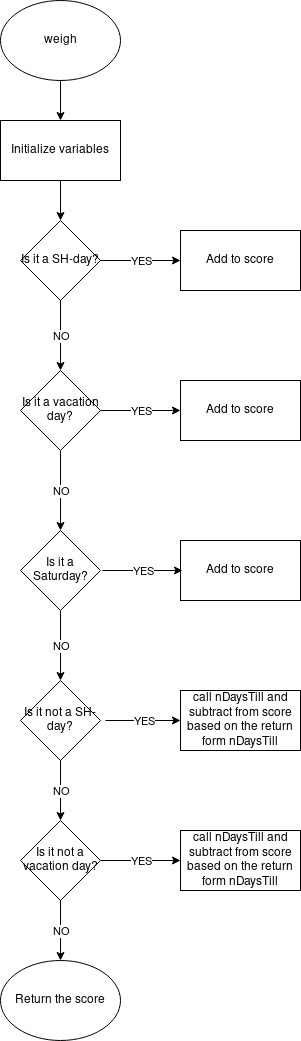 weigh
Initialize variables
Is it a SH-day?
YES
Add to score
NO
Is it a vacation
day?
YES
Add to score
NO
Is it a
Saturday?
YES
Add to score
NO
Is it not a SH-
day?
YES
call nDaysTill and
subtract from score
based on the return
form nDaysTill
NO
Is it not a
vacation day?
YES
call nDaysTill and
subtract from score
based on the return
form nDaysTill
NO
Return the score